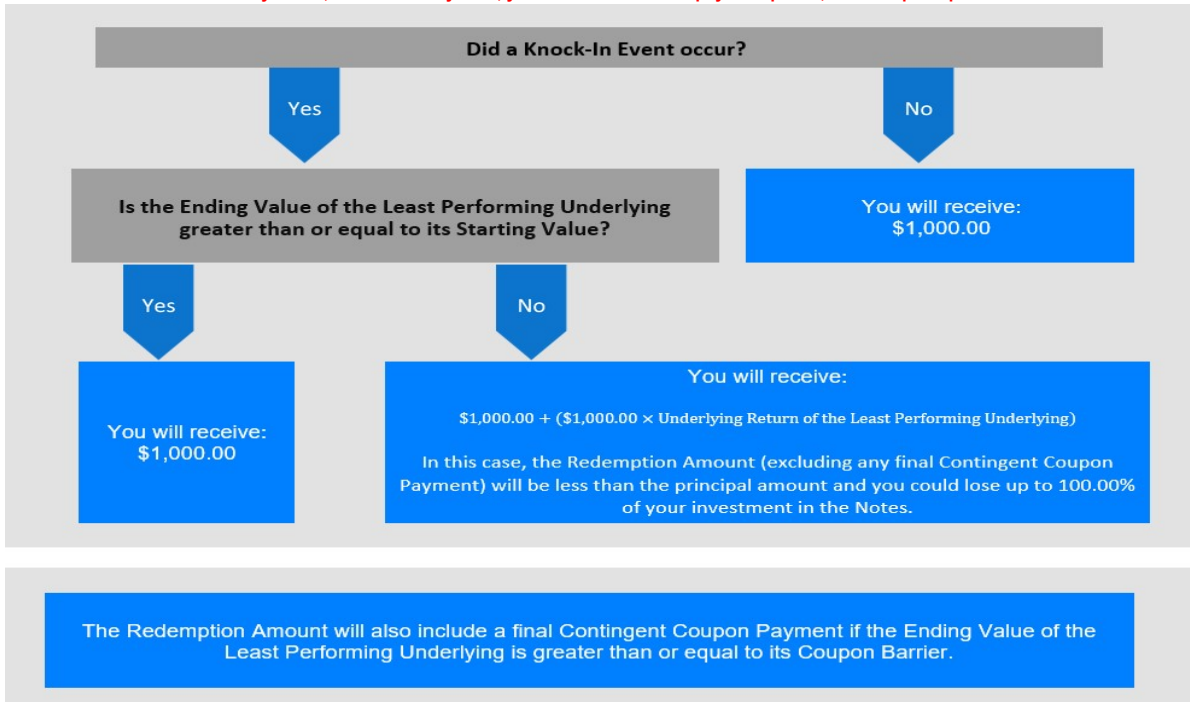 Did a Knock-In Event occur?
Yes
No
Is the Ending Value of the Least Performing Underlying
greater than or equal to its Starting Value?
You will receive:
$1,000.00
Yes
No
You will receive:
$1,000.00
You will receive:
$1,000.00 + ($1,000.00 × Underlying Return of the Least Performing Underlying)
In this case, the Redemption Amount (excluding any final Contingent Coupon
Payment) will be less than the principal amount and you could lose up to 100.00%
of your investment in the Notes.
The Redemption Amount will also include a final Contingent Coupon Payment if the Ending Value of the
Least Performing Underlying is greater than or equal to its Coupon Barrier.